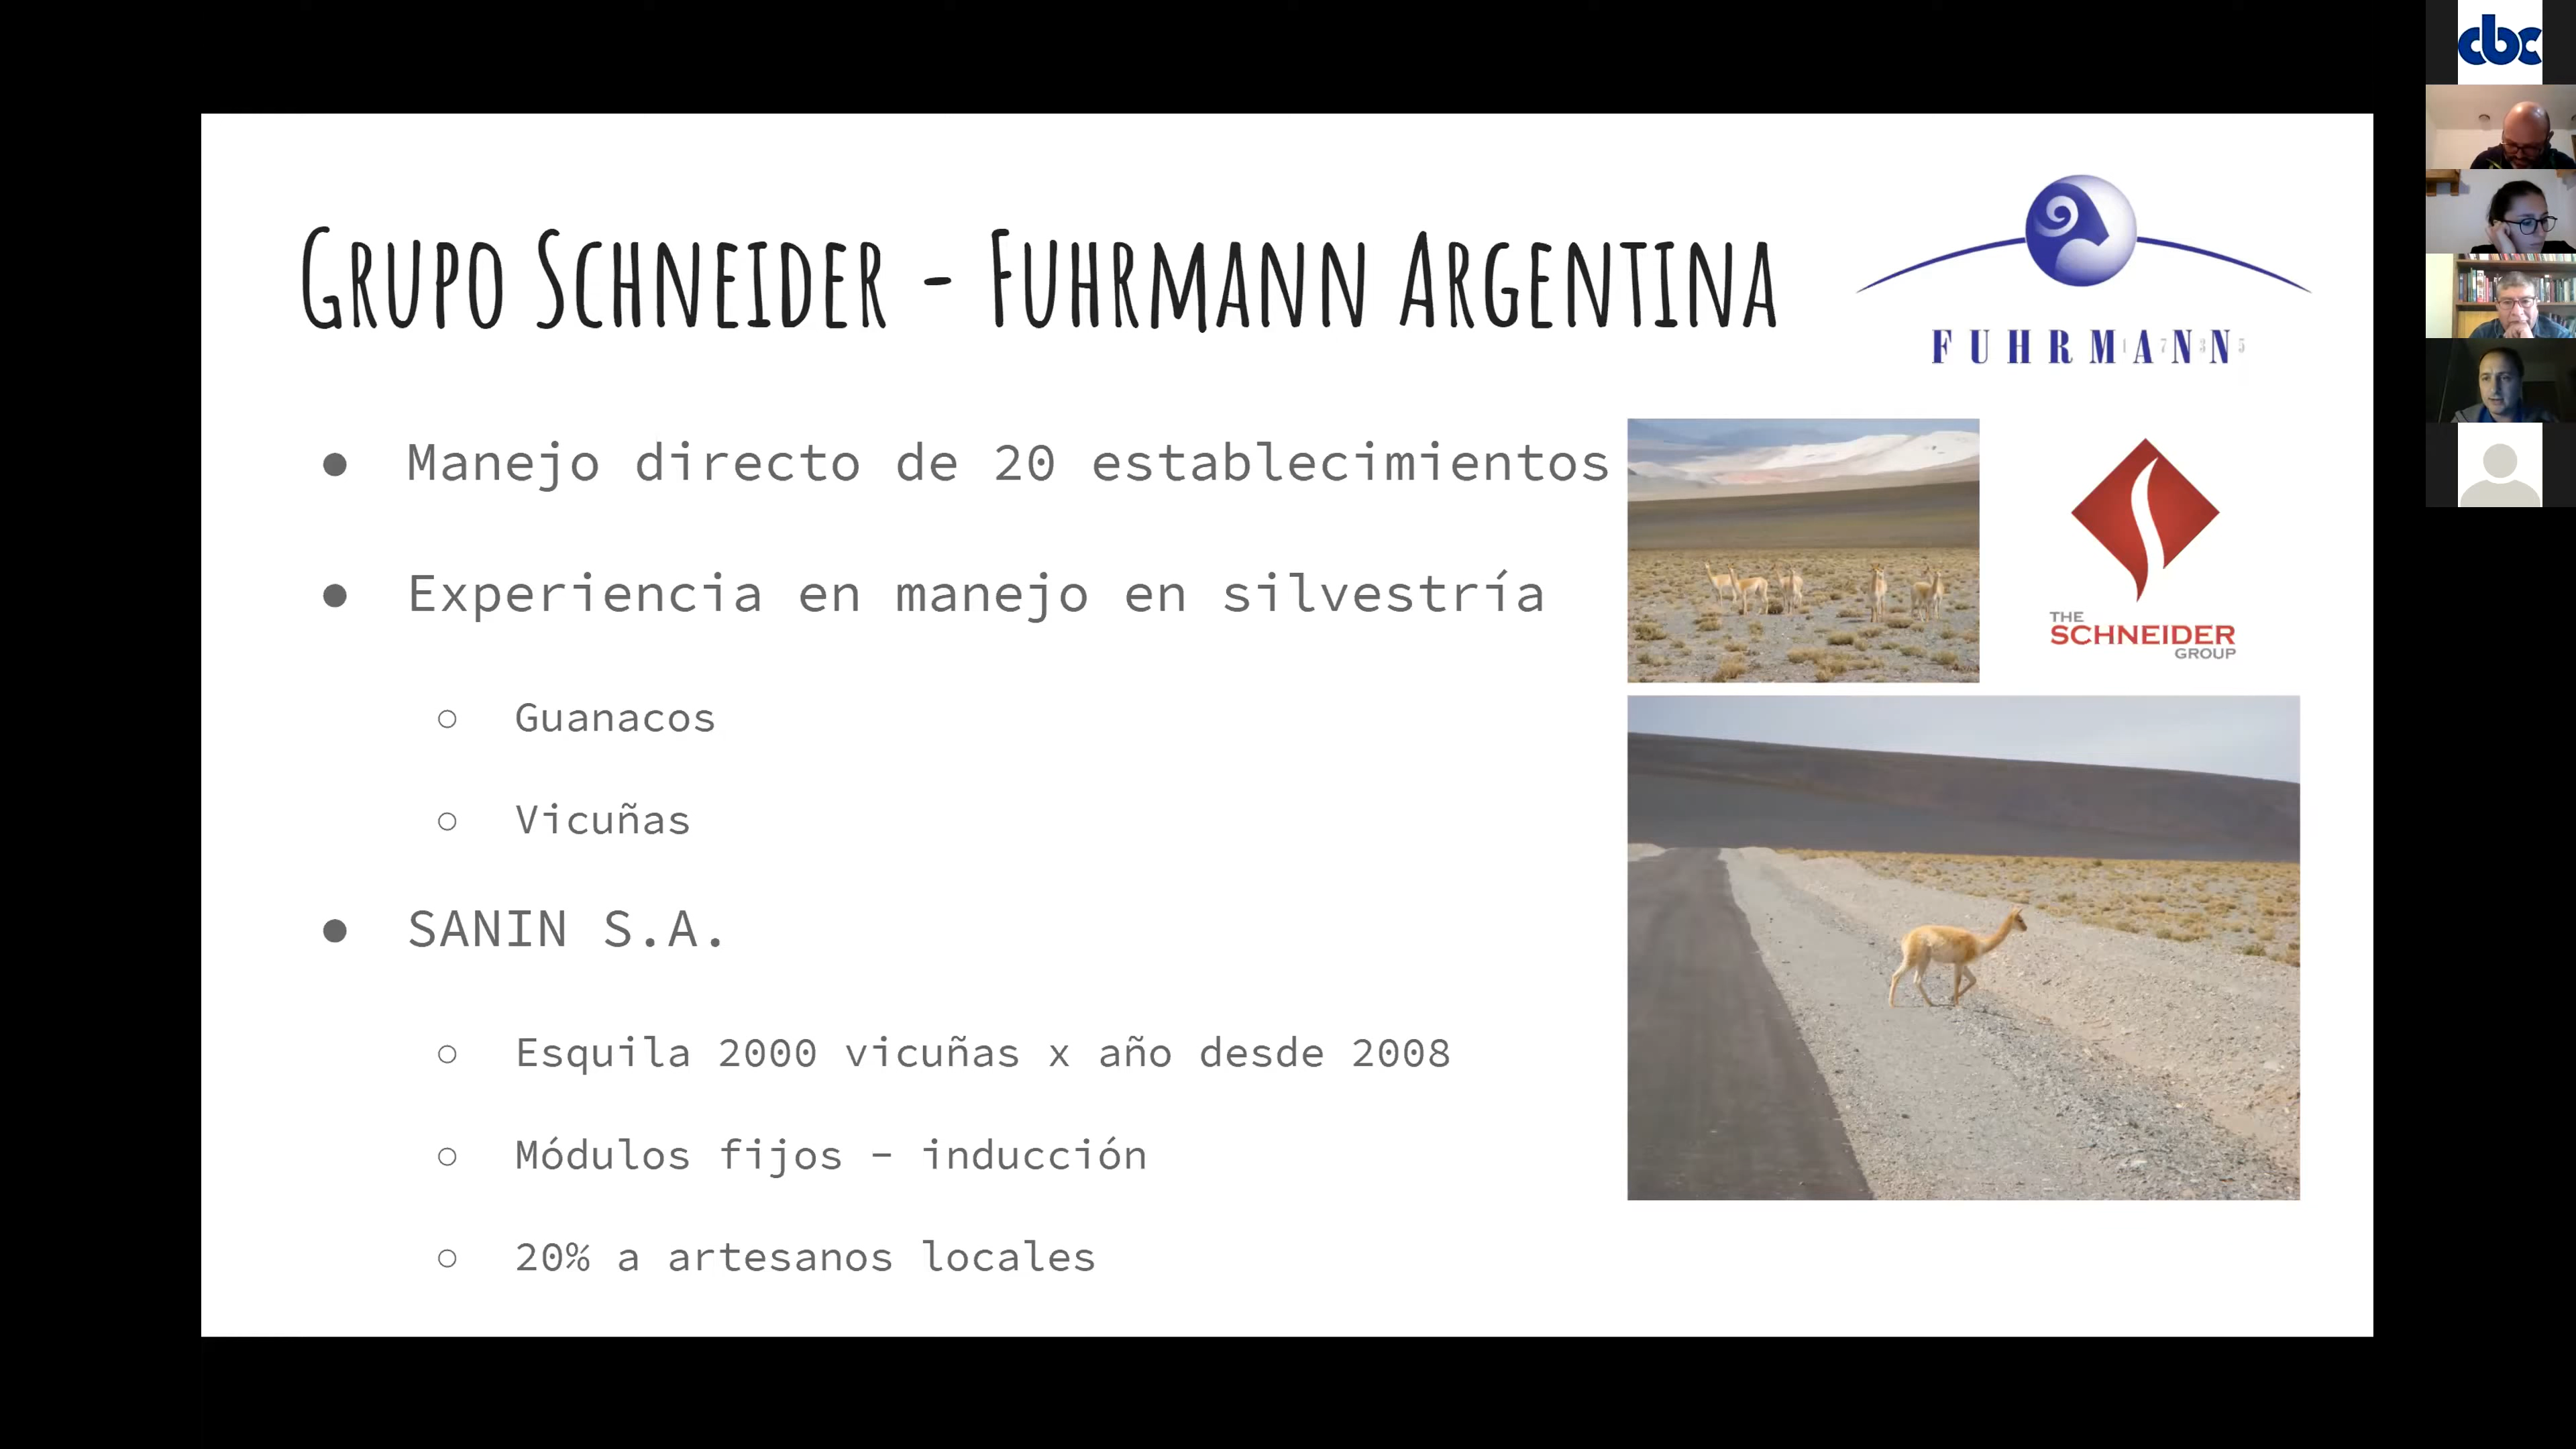 cbc
GRUPO SCHNEIDER - FUHRMANN ARGENTINA
FUHRMANN
1735
● Manejo directo de 20 establecimientos
● Experiencia en manejo en silvestría
○ Guanacos
○ Vicuñas
● SANIN S.A.
○ Esquila 2000 vicuñas x año desde 2008
○ Módulos fijos - inducción
○ 20% a artesanos locales
THE
SCHNEIDER
GROUP